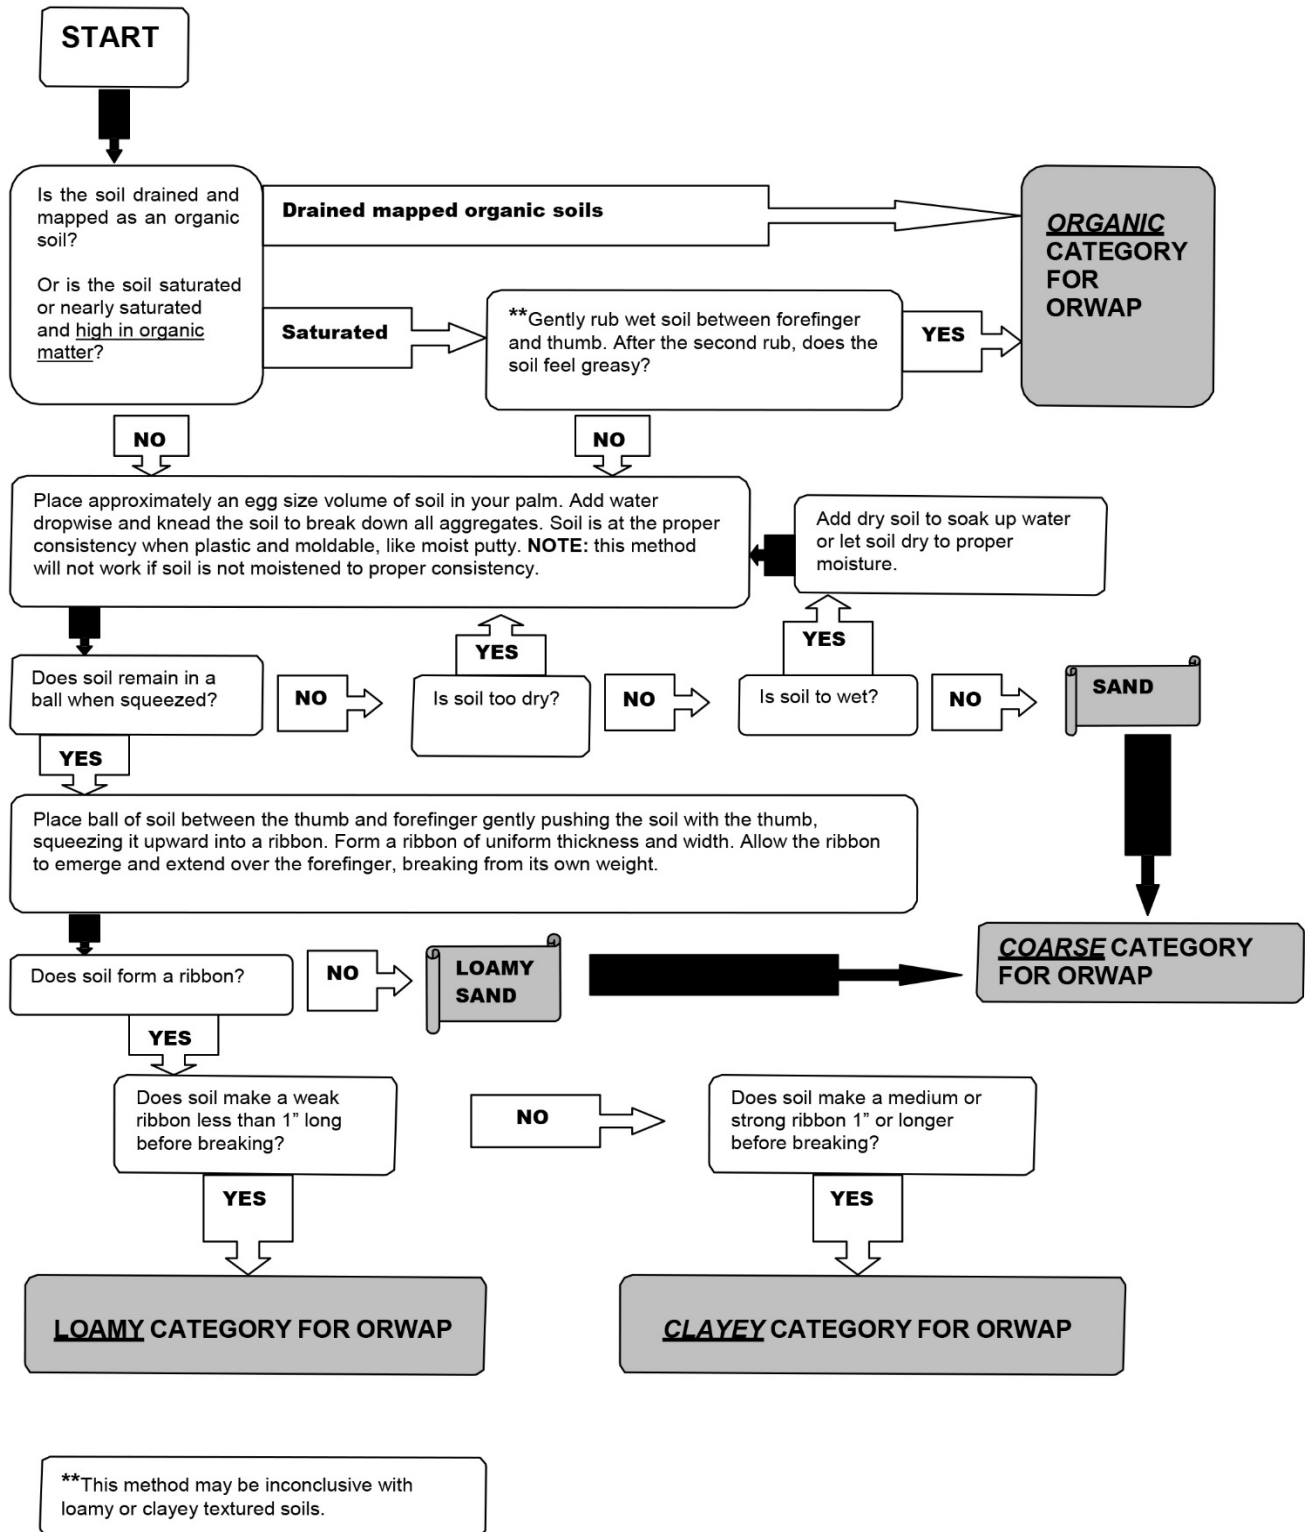 START
Is the soil drained and
mapped as an organic
soil?
Or is the soil saturated
or nearly saturated
and high in organic
matter?
Drained mapped organic soils
ORGANIC
CATEGORY
FOR
ORWAP
Saturated
**Gently rub wet soil between forefinger
and thumb. After the second rub, does the
soil feel greasy?
YES
NO
NO
Place approximately an egg size volume of soil in your palm. Add water
dropwise and knead the soil to break down all aggregates. Soil is at the proper
consistency when plastic and moldable, like moist putty. NOTE: this method
will not work if soil is not moistened to proper consistency.
Add dry soil to soak up water
or let soil dry to proper
moisture.
YES
YES
Does soil remain in a
ball when squeezed?
NO
Is soil too dry?
NO
Is soil to wet?
NO
SAND
YES
Place ball of soil between the thumb and forefinger gently pushing the soil with the thumb,
squeezing it upward into a ribbon. Form a ribbon of uniform thickness and width. Allow the ribbon
to emerge and extend over the forefinger, breaking from its own weight.
Does soil form a ribbon?
NO
LOAMY
SAND
COARSE CATEGORY
FOR ORWAP
YES
Does soil make a weak
ribbon less than 1” long
before breaking?
NO
Does soil make a medium or
strong ribbon 1” or longer
before breaking?
YES
YES
LOAMY CATEGORY FOR ORWAP
CLAYEY CATEGORY FOR ORWAP
**This method may be inconclusive with
loamy or clayey textured soils.